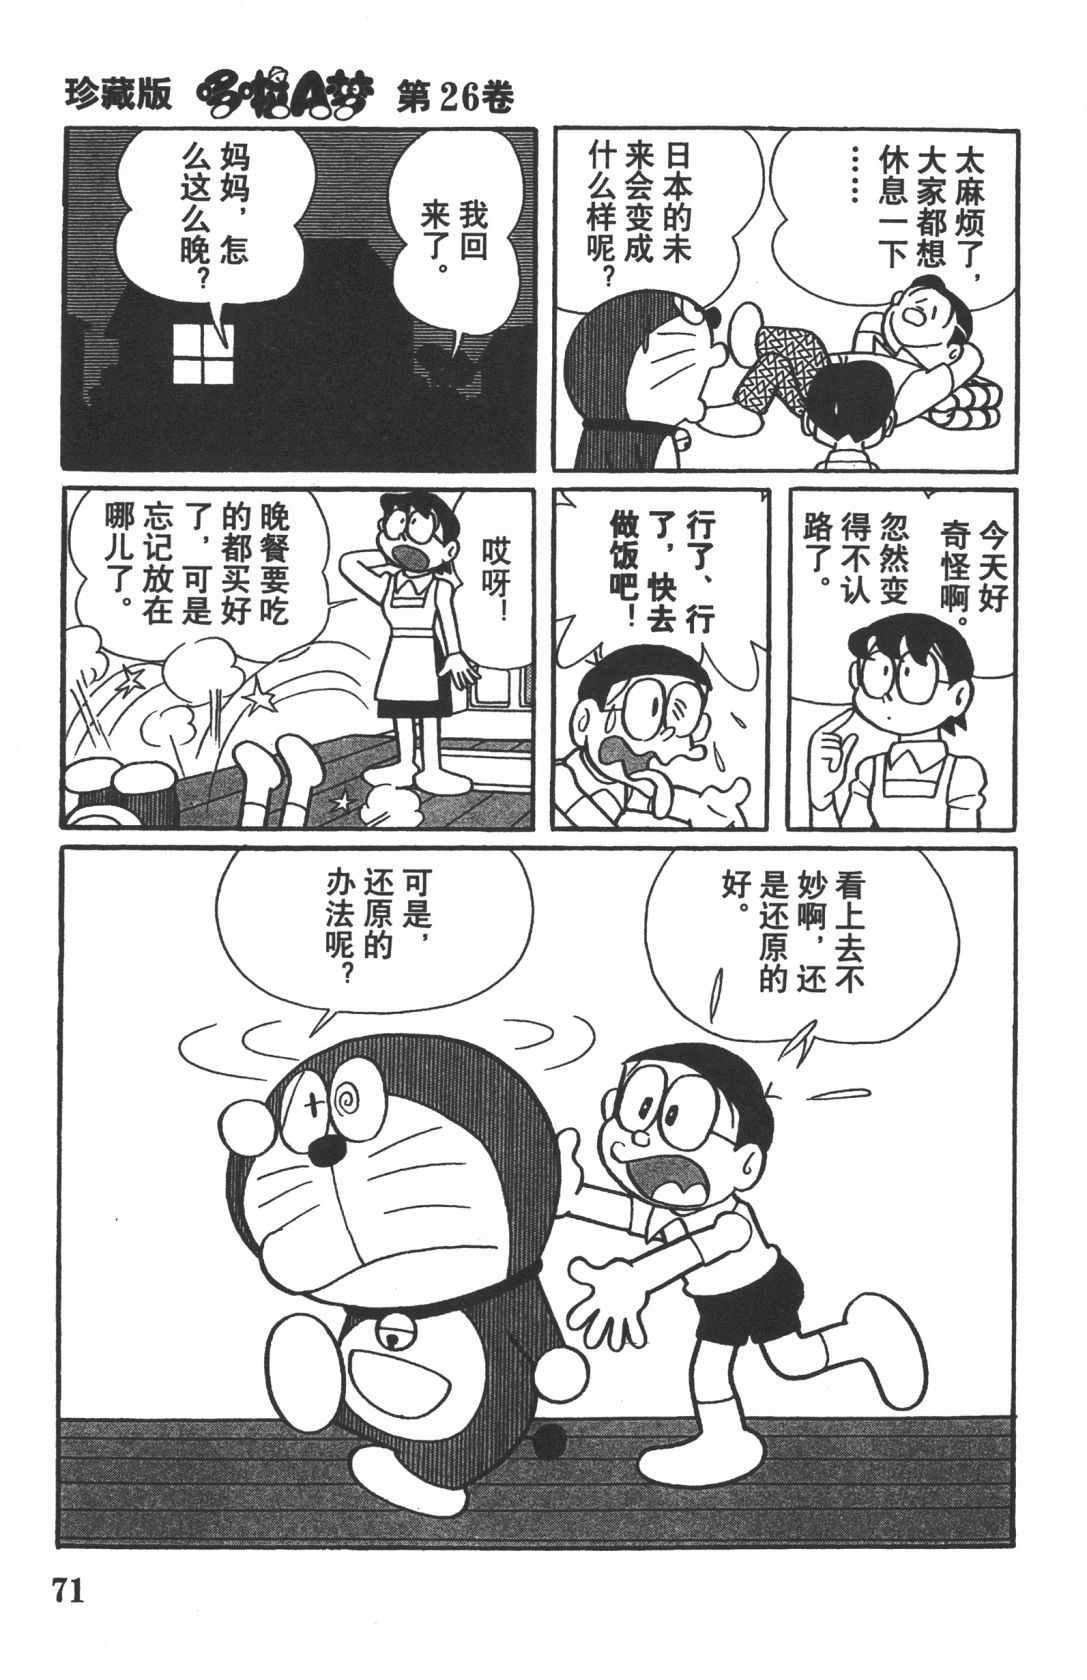 珍藏版 哆啦A梦 第26卷
太麻烦了，
大家都想
休息一下
……
日本的未
来会变成
什么样呢？
我回
来了。
妈妈，怎
么这么晚？
今天好
奇怪啊。
忽然变
得不认
路了。
行了、行
了，快去
做饭吧！
哎呀！
晚餐要吃
的都买好
了，可是
忘记放在
哪儿了。
看上去不
妙啊，还
是还原的
好。
可是，
还原的
办法呢？
71